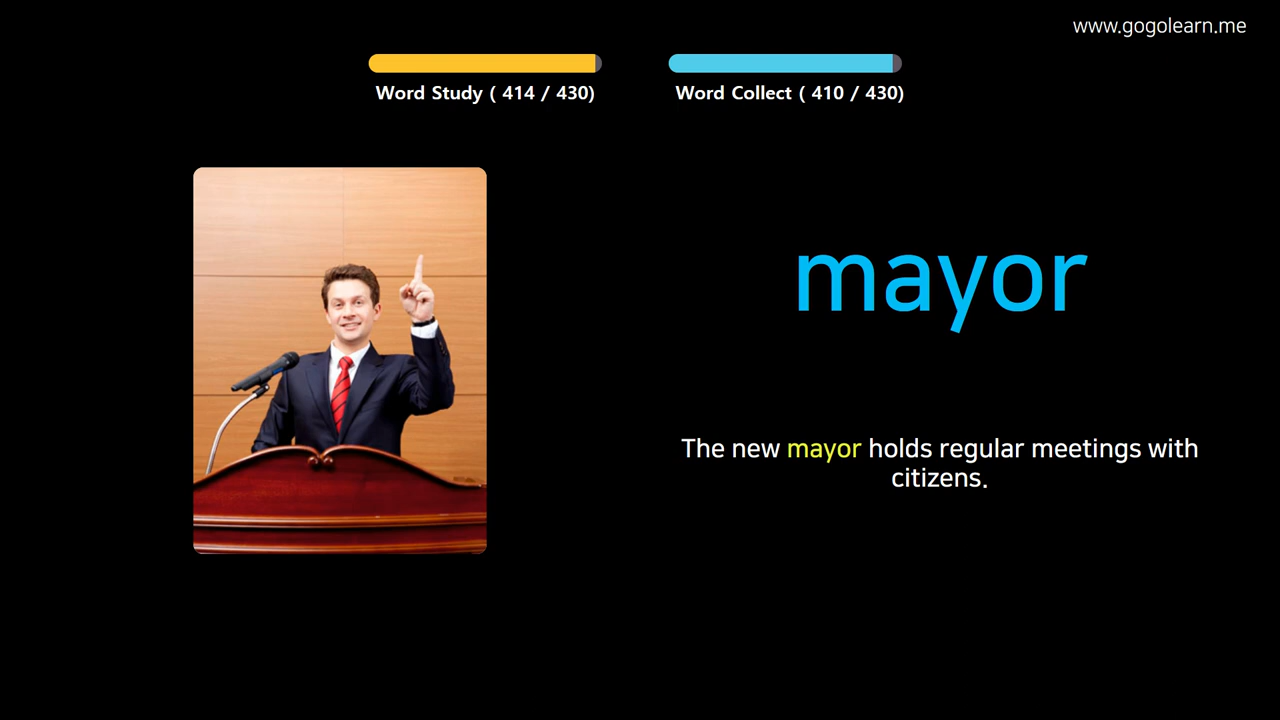 www.gogolearn.me
Word Study ( 414 / 430)
Word Collect ( 410 / 430)
mayor
The new mayor holds regular meetings with
citizens.